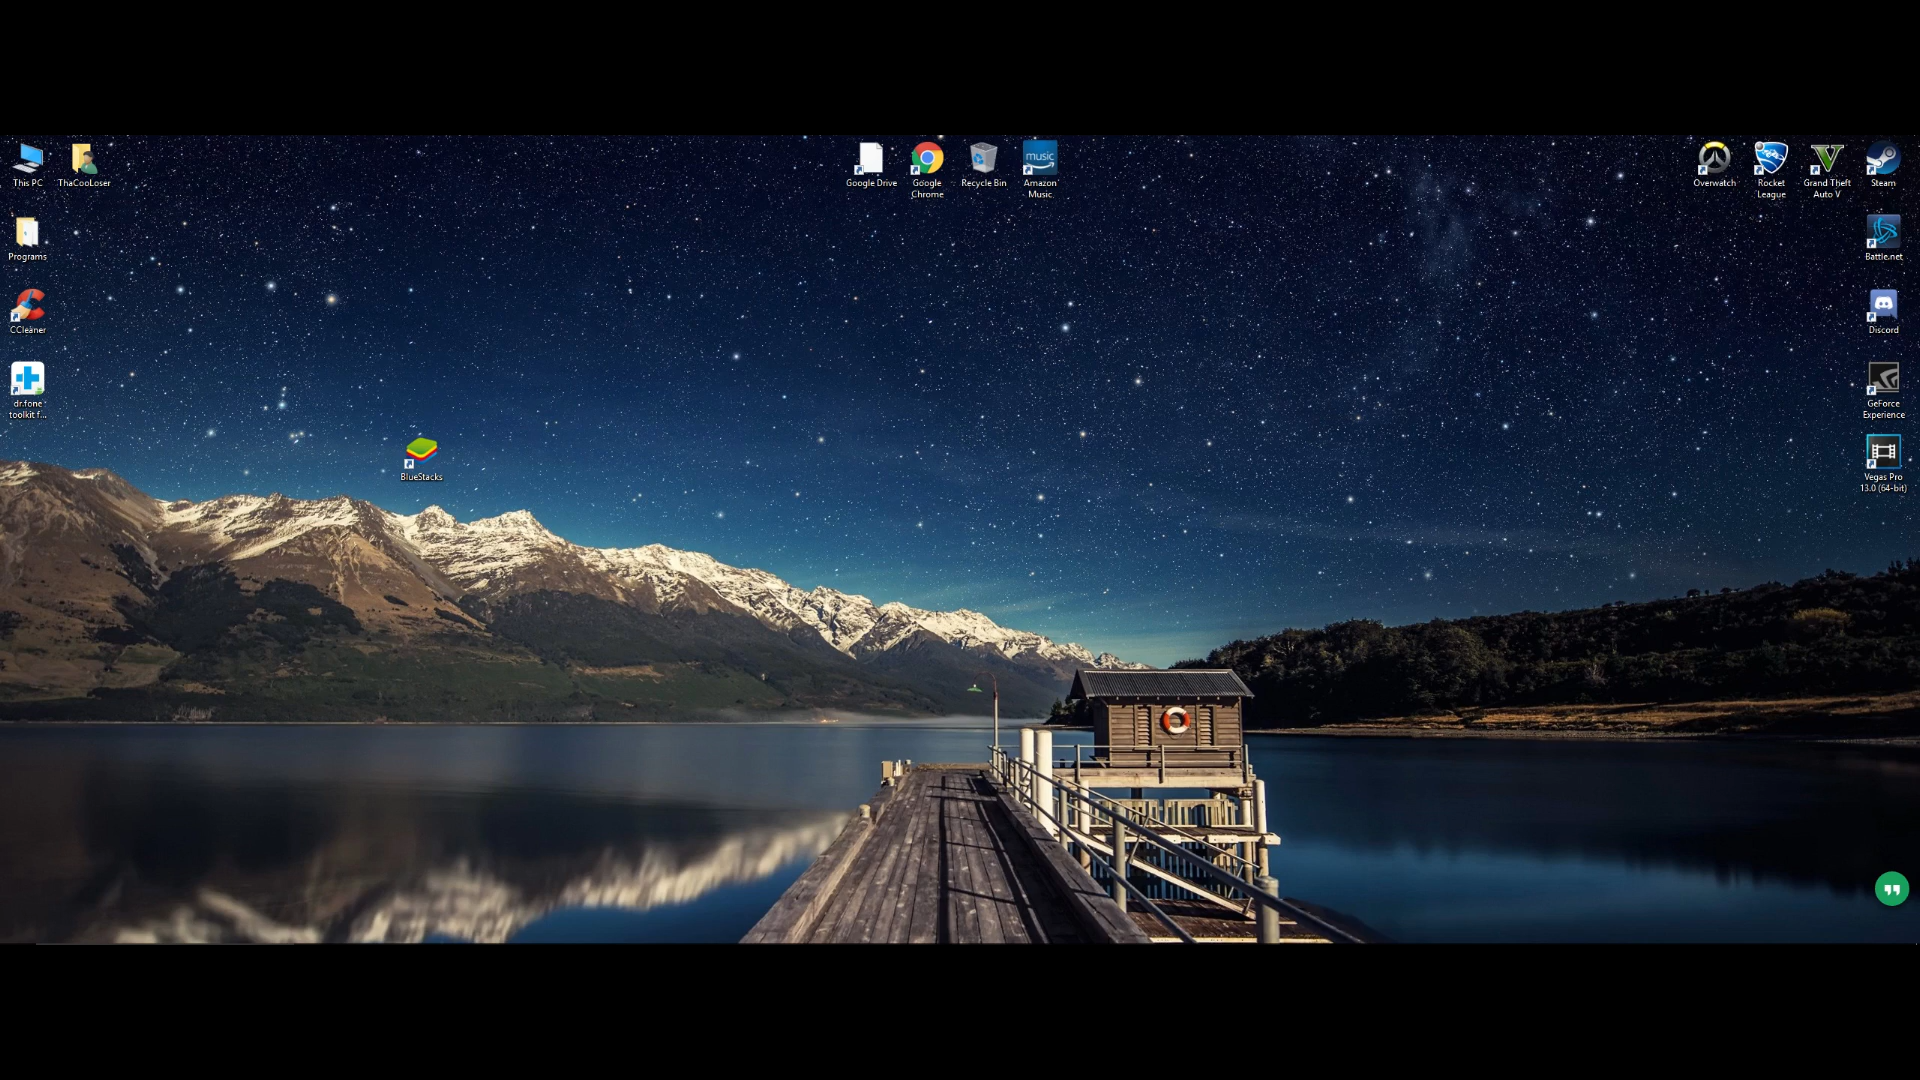 This PC
ThaCooLoser
Google Drive
Google
Chrome
Recycle Bin
music
Amazon
Music
Overwatch
Rocket
League
Grand Theft
Auto V
Steam
Programs
Battle.net
CCleaner
Discord
dr.fone
toolkit f...
GeForce
Experience
BlueStacks
Vegas Pro
13.0 (64-bit)